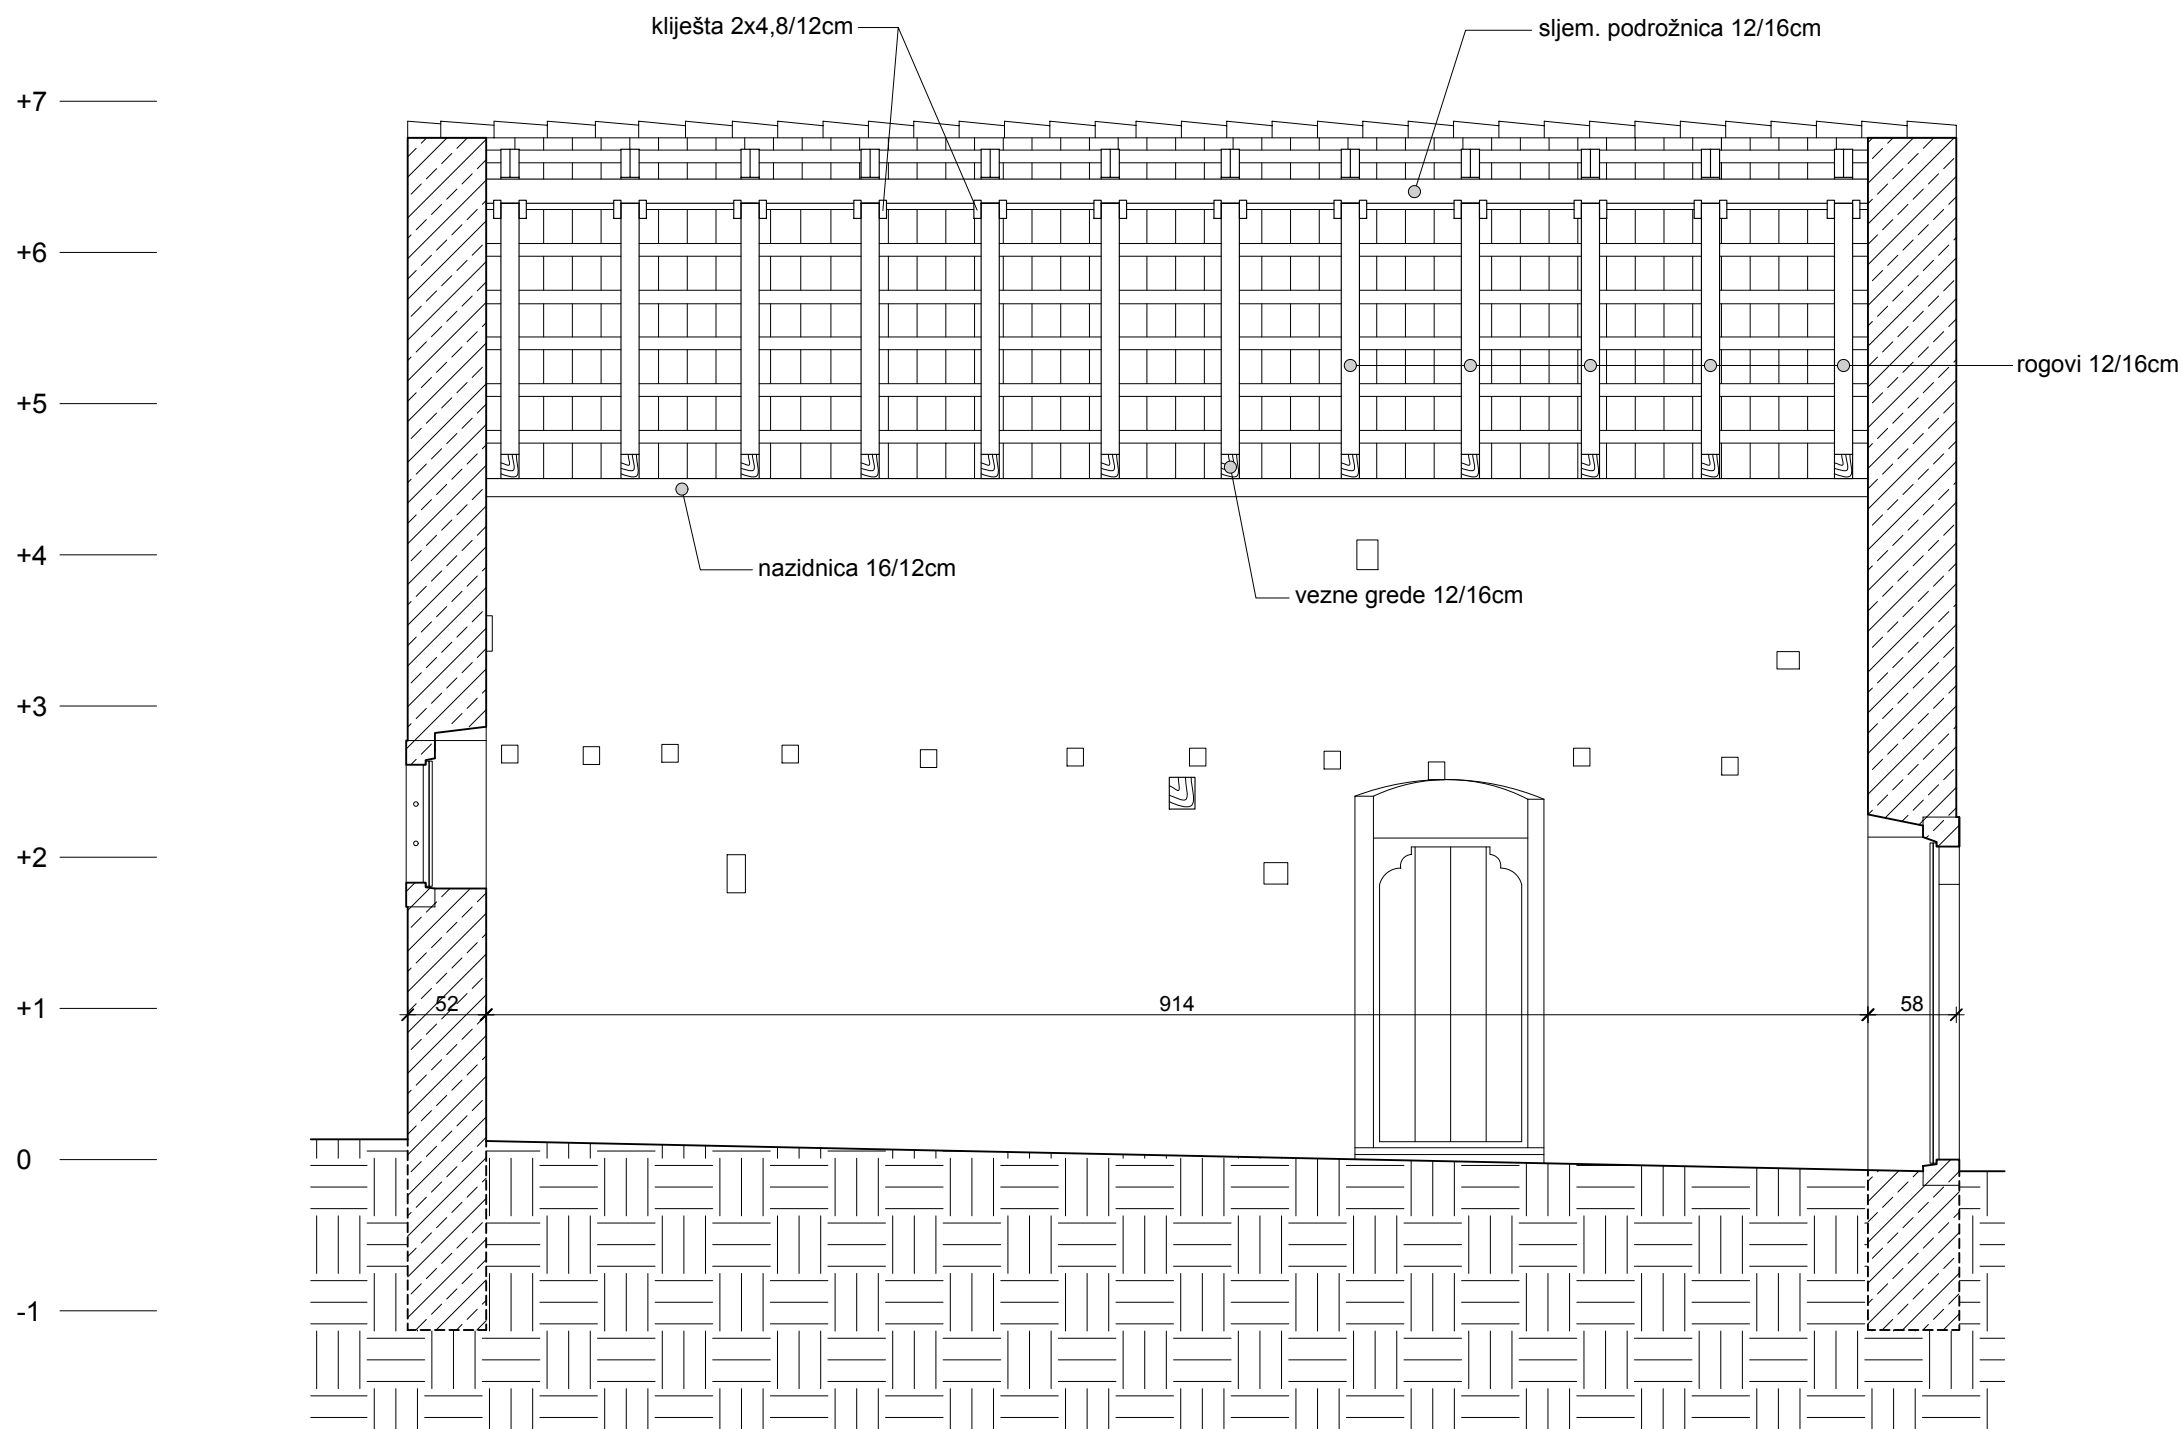 kliješta 2x4,8/12cm
sljem. podrožnica 12/16cm
+7
+6
rogovi 12/16cm
+5
+4
nazidnica 16/12cm
vezne grede 12/16cm
+3
+2
+1
52
914
58
0
-1